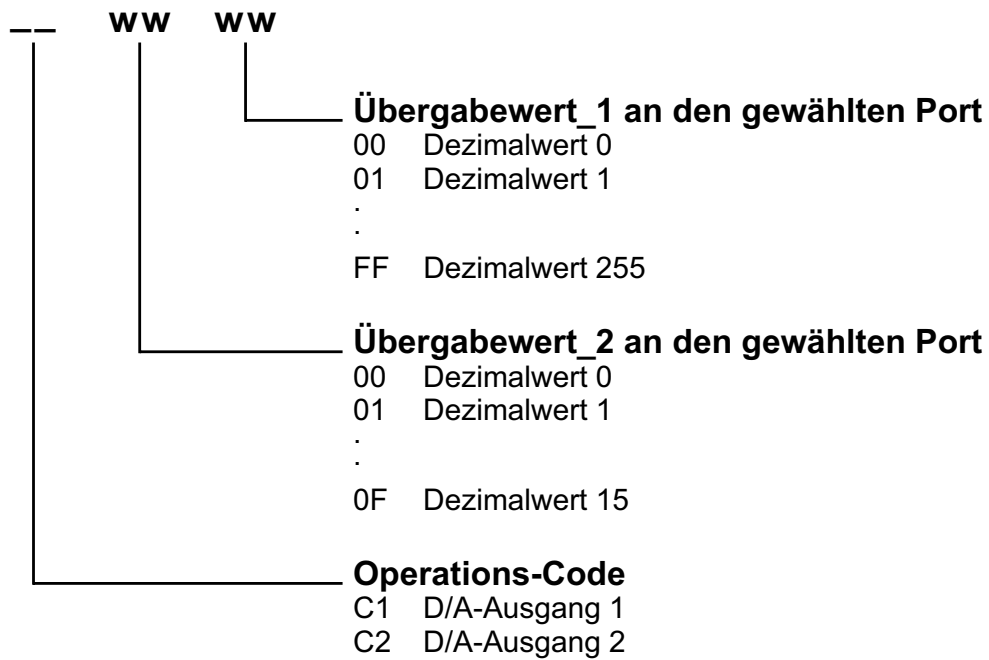 __ ww ww
Übergabewert_1 an den gewählten Port
00 Dezimalwert 0
01 Dezimalwert 1
.
.
FF Dezimalwert 255
Übergabewert_2 an den gewählten Port
00 Dezimalwert 0
01 Dezimalwert 1
.
.
0F Dezimalwert 15
Operations-Code
C1 D/A-Ausgang 1
C2 D/A-Ausgang 2